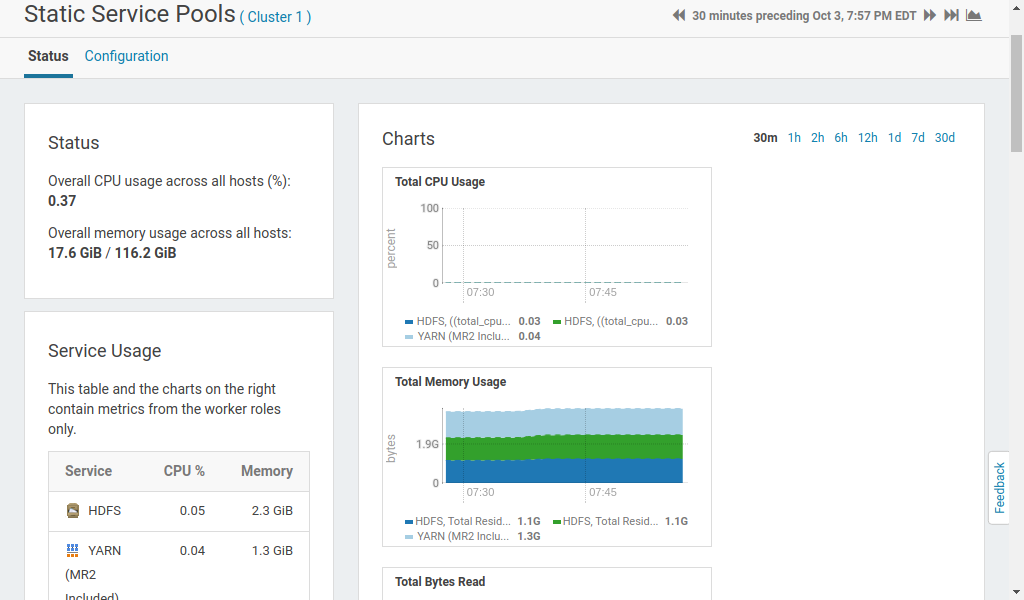 Static Service Pools ( Cluster 1 )
30 minutes preceding Oct 3, 7:57 PM EDT
Status Configuration
Status
Overall CPU usage across all hosts (%):
0.37
Overall memory usage across all hosts:
17.6 GiB / 116.2 GiB
Service Usage
This table and the charts on the right
contain metrics from the worker roles
only.
Service CPU % Memory
HDFS 0.05 2.3 GiB
YARN 0.04 1.3 GiB
(MR2
Included)
Charts
30m 1h 2h 6h 12h 1d 7d 30d
Total CPU Usage
percent
100
50
0
07:30 07:45
HDFS, ((total_cpu... 0.03 HDFS, ((total_cpu... 0.03
YARN (MR2 Inclu... 0.04
Total Memory Usage
bytes
1.9G
0
07:30 07:45
HDFS, Total Resid... 1.1G HDFS, Total Resid... 1.1G
YARN (MR2 Inclu... 1.3G
Total Bytes Read
Feedback